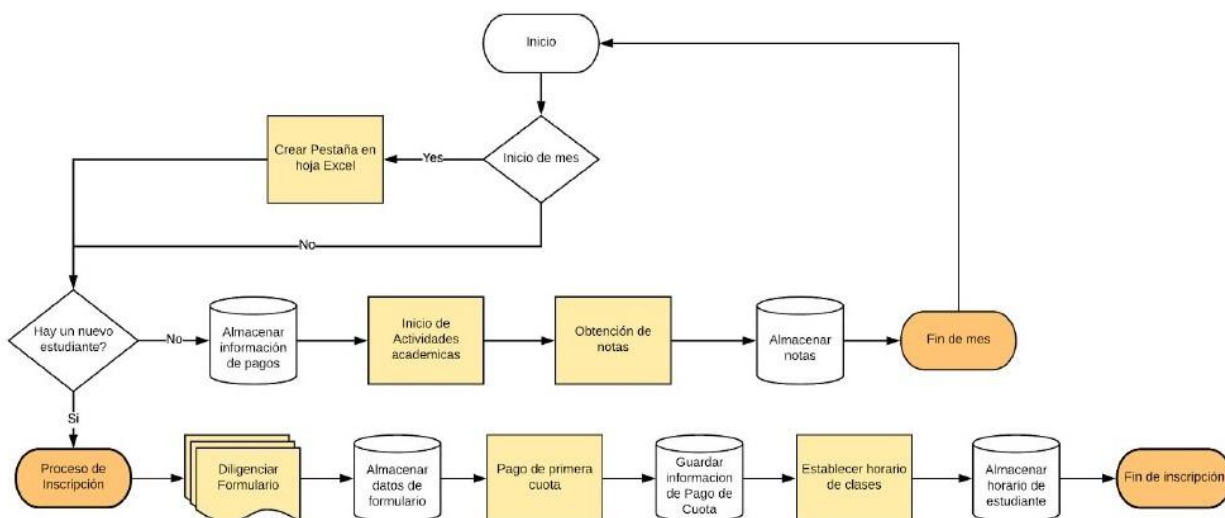 Inicio
Crear Pestaña en
hoja Excel
Yes
Inicio de mes
No
Hay un nuevo
estudiante?
No
Almacenar
información
de pagos
Inicio de
Actividades
academicas
Obtención de
notas
Almacenar
notas
Fin de mes
Si
Proceso de
Inscripción
Diligenciar
Formulario
Almacenar
datos de
formulario
Pago de primera
cuota
Guardar
informacion
de Pago de
Cuota
Establecer horario
de clases
Almacenar
horario de
estudiante
Fin de inscripción